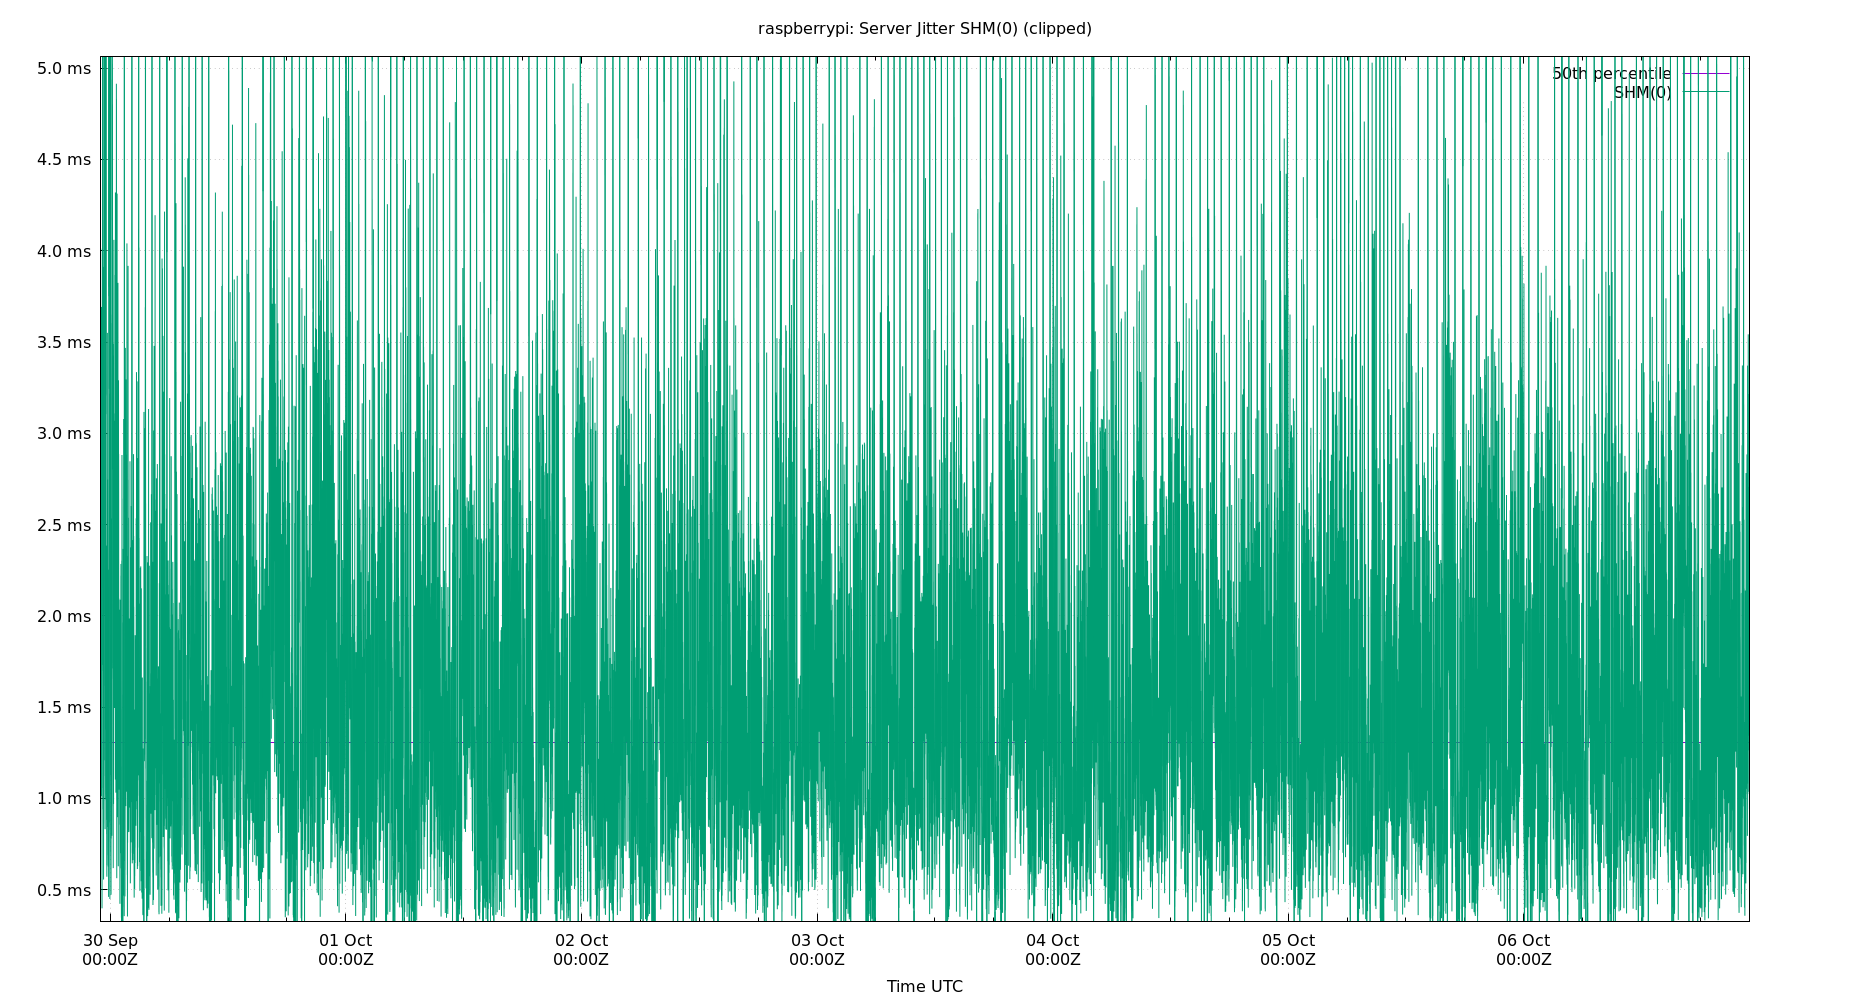 raspberrypi: Server Jitter SHM(0) (clipped)
50th percentile
SHM(0)
5.0 ms
4.5 ms
4.0 ms
3.5 ms
3.0 ms
2.5 ms
2.0 ms
1.5 ms
1.0 ms
0.5 ms
30 Sep 01 Oct 02 Oct 03 Oct 04 Oct 05 Oct 06 Oct
00:00Z 00:00Z 00:00Z 00:00Z 00:00Z 00:00Z 00:00Z
Time UTC